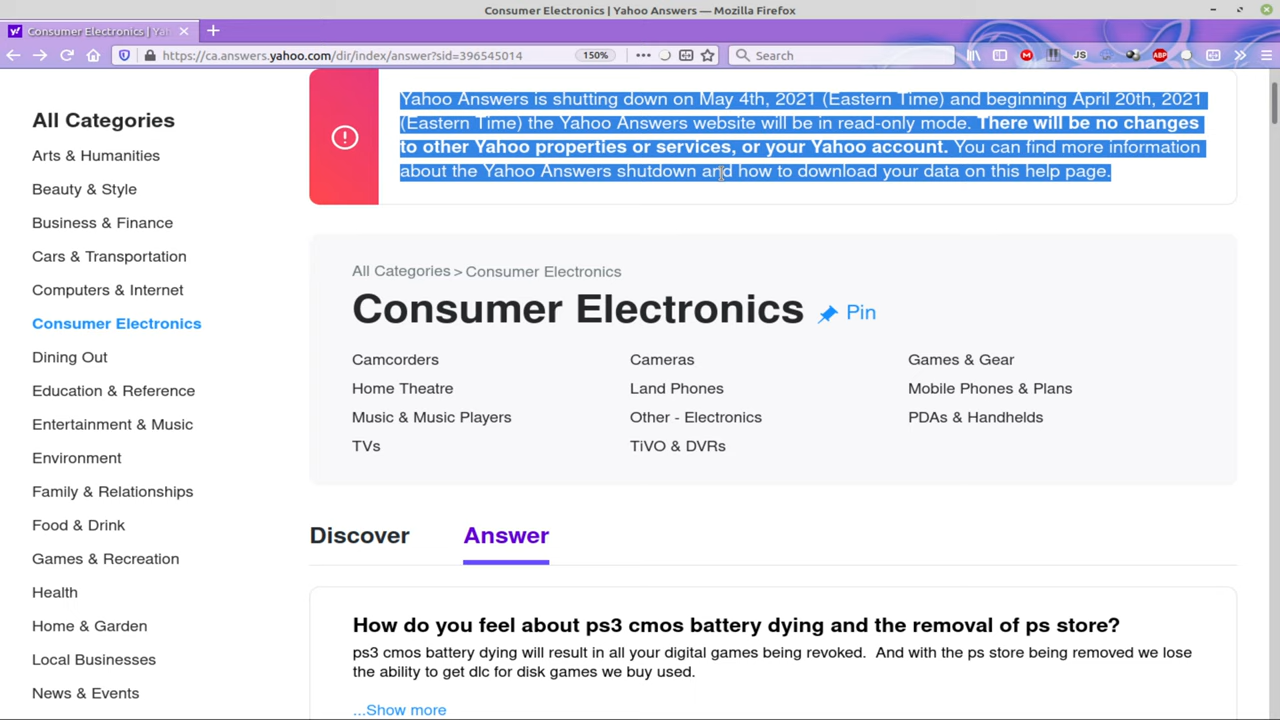 Consumer Electronics | Yahoo Answers — Mozilla Firefox
Consumer Electronics | Ya
https://ca.answers.yahoo.com/dir/index/answer?sid=396545014
150%
Search
JS
ABP
All Categories
Arts & Humanities
Beauty & Style
Business & Finance
Cars & Transportation
Computers & Internet
Consumer Electronics
Dining Out
Education & Reference
Entertainment & Music
Environment
Family & Relationships
Food & Drink
Games & Recreation
Health
Home & Garden
Local Businesses
News & Events
Yahoo Answers is shutting down on May 4th, 2021 (Eastern Time) and beginning April 20th, 2021
(Eastern Time) the Yahoo Answers website will be in read-only mode. There will be no changes
to other Yahoo properties or services, or your Yahoo account. You can find more information
about the Yahoo Answers shutdown and how to download your data on this help page.
All Categories > Consumer Electronics
Consumer Electronics Pin
Camcorders Cameras Games & Gear
Home Theatre Land Phones Mobile Phones & Plans
Music & Music Players Other - Electronics PDAs & Handhelds
TVs TiVO & DVRs
Discover Answer
How do you feel about ps3 cmos battery dying and the removal of ps store?
ps3 cmos battery dying will result in all your digital games being revoked.  And with the ps store being removed we lose
the ability to get dlc for disk games we buy used.
...Show more